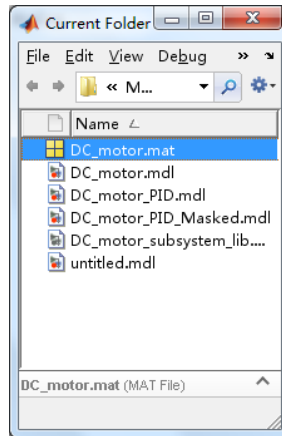 Current Folder
File Edit View Debug » 
« M...
Name
DC_motor.mat
DC_motor.mdl
DC_motor_PID.mdl
DC_motor_PID_Masked.mdl
DC_motor_subsystem_lib....
untitled.mdl
DC_motor.mat (MAT File)